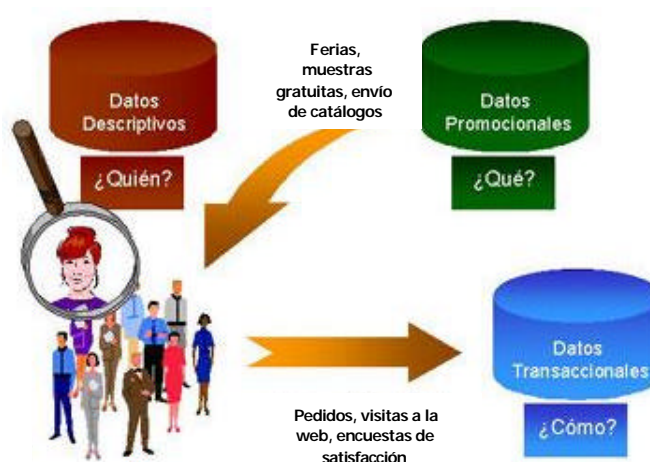 Datos
Descriptivos
¿Quién?
Ferias,
muestras
gratuitas, envío
de catálogos
Datos
Promocionales
¿Qué?
Datos
Transaccionales
¿Cómo?
Pedidos, visitas a la
web, encuestas de
satisfacción